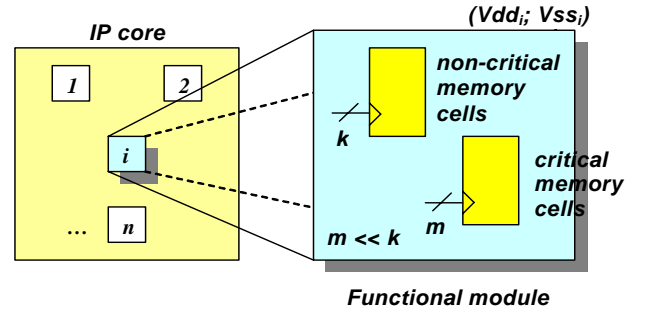 (Vdd_i; Vss_i)
IP core
1
2
i
... n
non-critical
memory
cells
k
critical
memory
cells
m
m << k
Functional module